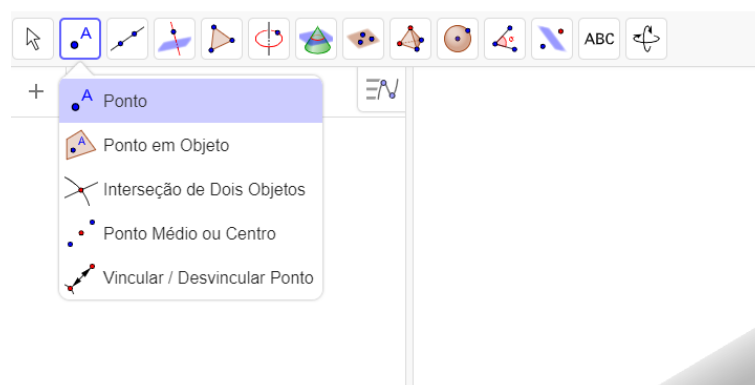 A
ABC
Ponto
Ponto em Objeto
Interseção de Dois Objetos
Ponto Médio ou Centro
Vincular / Desvincular Ponto